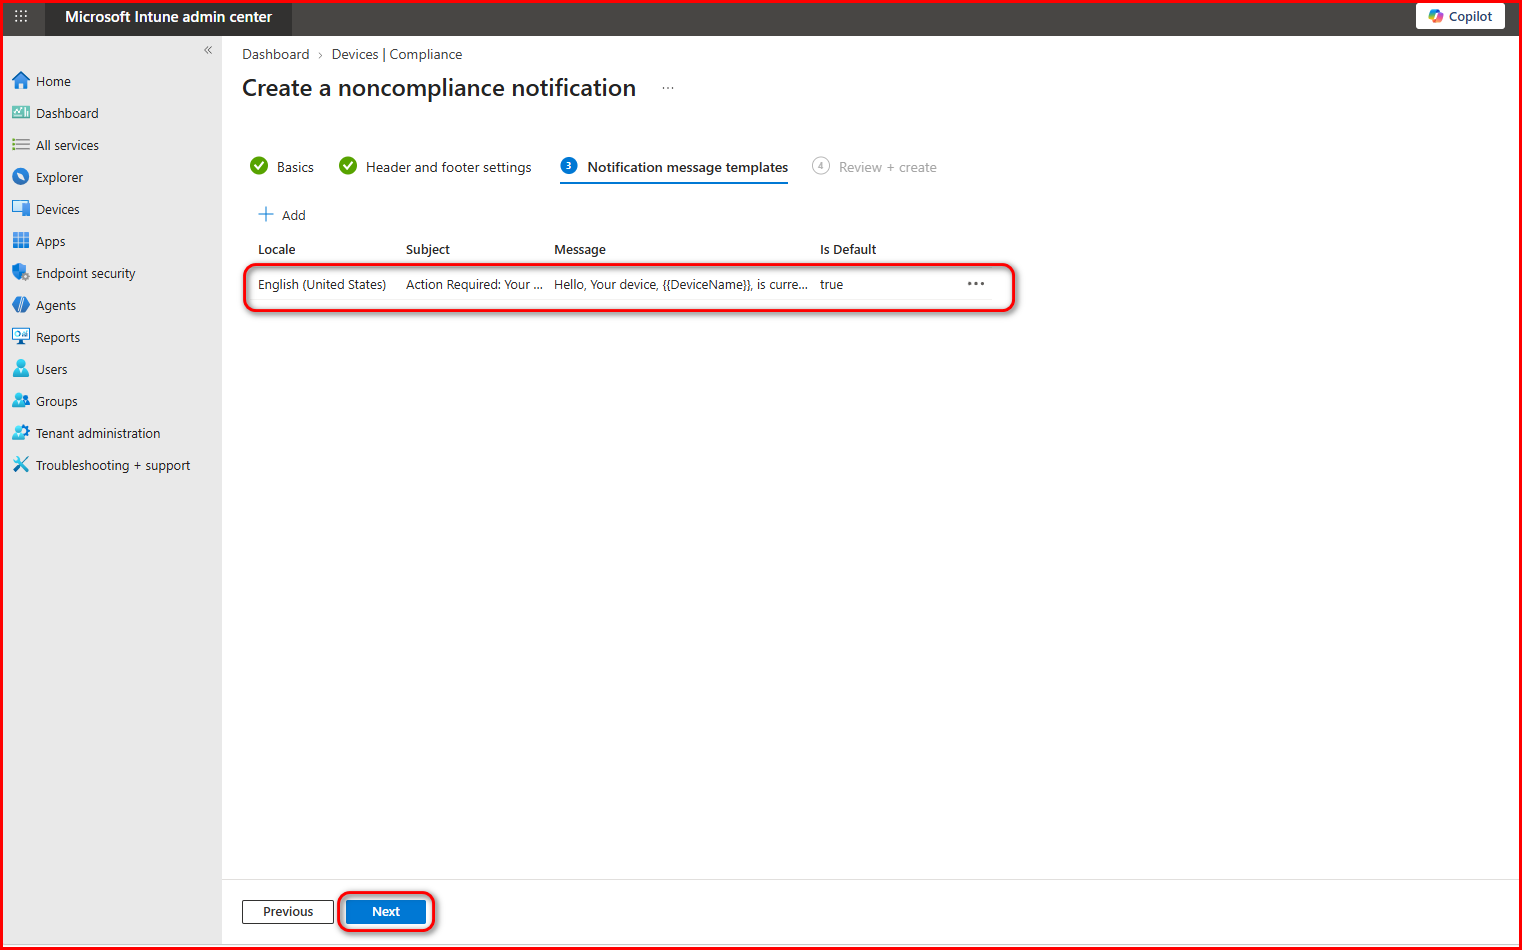 Microsoft Intune admin center
Copilot
Home
Dashboard
All services
Explorer
Devices
Apps
Endpoint security
Agents
Reports
Users
Groups
Tenant administration
Troubleshooting + support
Dashboard › Devices | Compliance
Create a noncompliance notification ...
Basics Header and footer settings 3 Notification message templates 4 Review + create
+ Add
Locale Subject Message Is Default
English (United States) Action Required: Your ... Hello, Your device, {{DeviceName}}, is curre... true ...
Previous Next